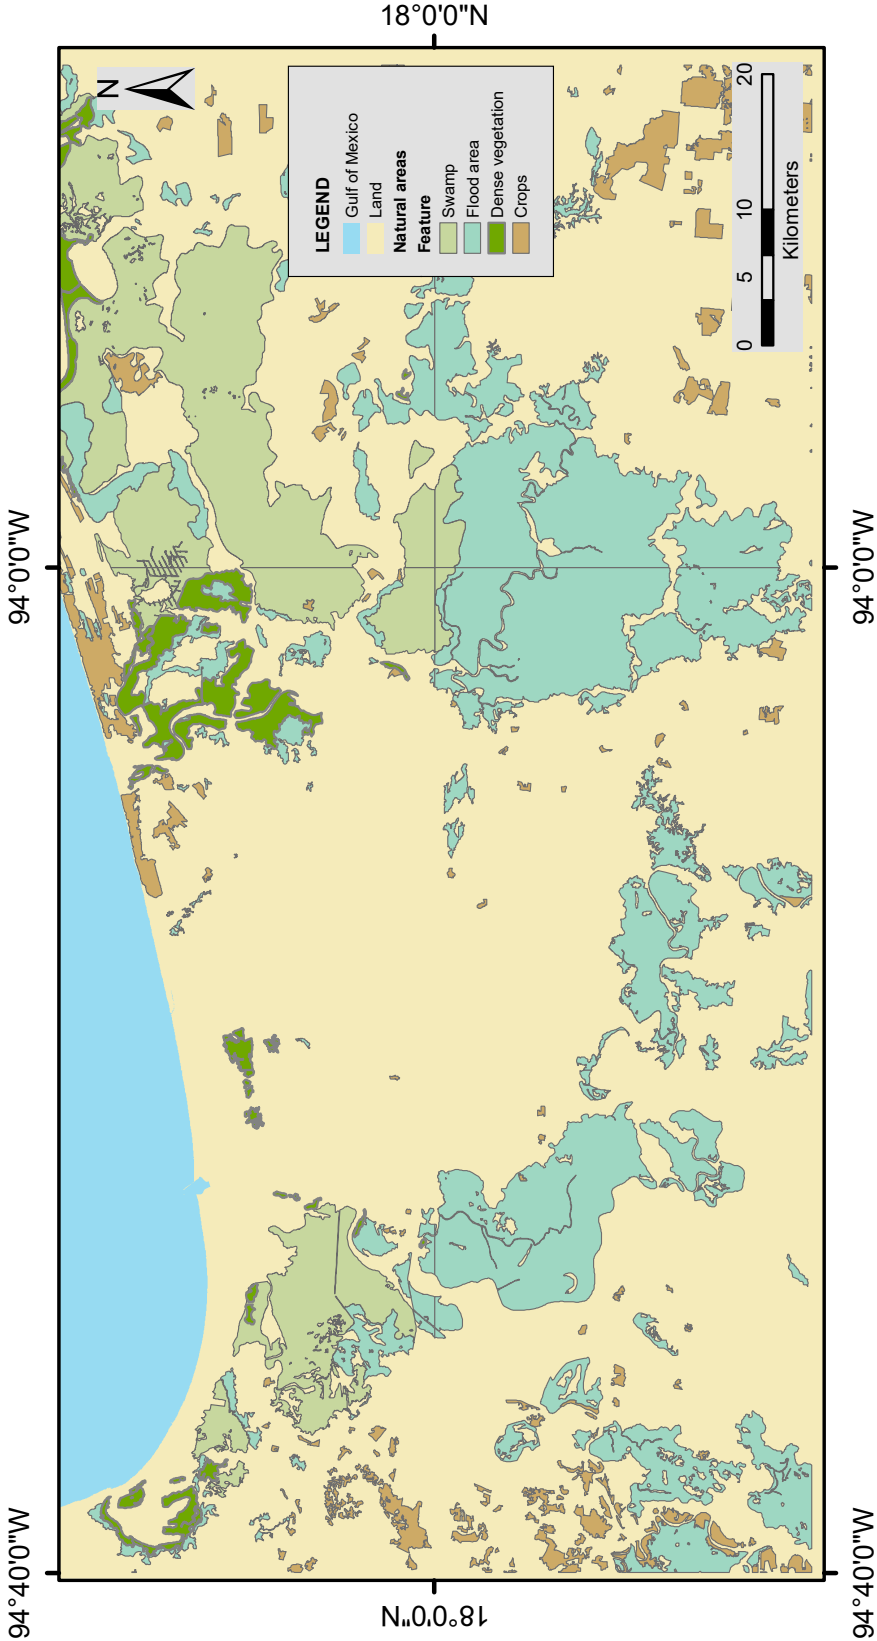 18°0'0"N
N
LEGEND
Gulf of Mexico
Land
Natural areas
Feature
Swamp
Flood area
Dense vegetation
Crops
0 5 10 20
Kilometers
94°0'0"W
94°0'0"W
94°40'0"W
94°40'0"W
18°0'0"N